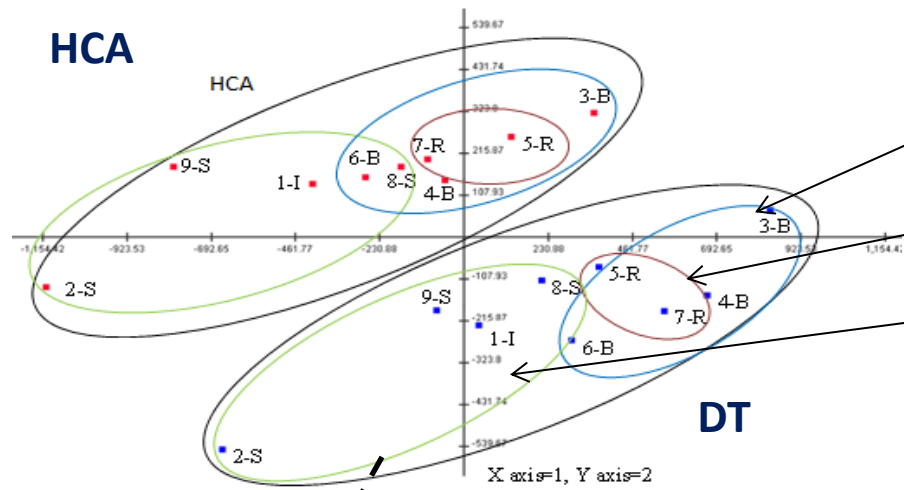 HCA
HCA
539.67
431.74
323.8
215.87
107.93
3-B
5-R
7-R
6-B
8-S
4-B
9-S
1-I
2-S
-1,154.42
-923.53
-692.65
-461.77
-230.88
230.88
461.77
692.65
923.53
1,154.42
-107.93
-215.87
-323.8
-431.74
-539.67
3-B
5-R
8-S
4-B
9-S
7-R
1-I
6-B
2-S
DT
X axis=1, Y axis=2